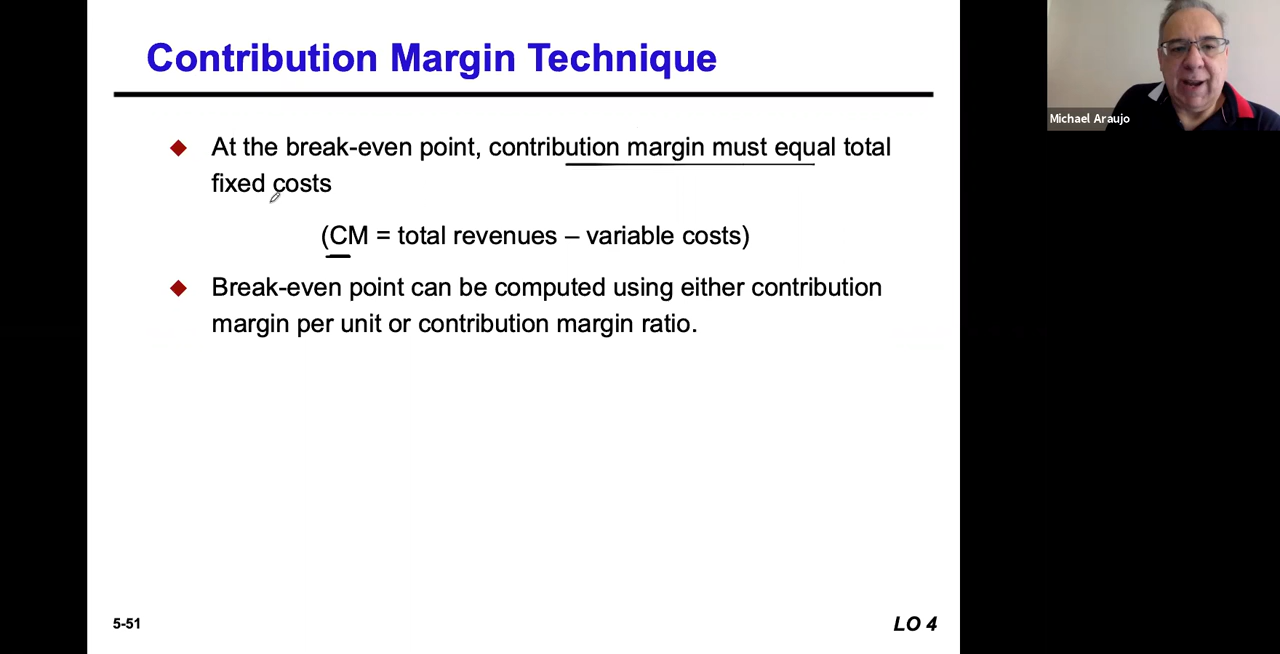 Contribution Margin Technique
At the break-even point, contribution margin must equal total
fixed costs
(CM = total revenues – variable costs)
Break-even point can be computed using either contribution
margin per unit or contribution margin ratio.
5-51
LO 4
Michael Araujo